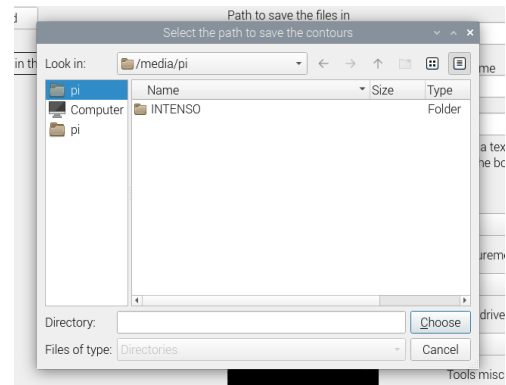 Path to save the files in
Select the path to save the contours
in th
Look in: /media/pi
me
pi
Computer
pi
Name Size Type
INTENSO Folder
a tex
he bo
urem
Directory: Choose
drive
Files of type: Directories Cancel
Tools misc